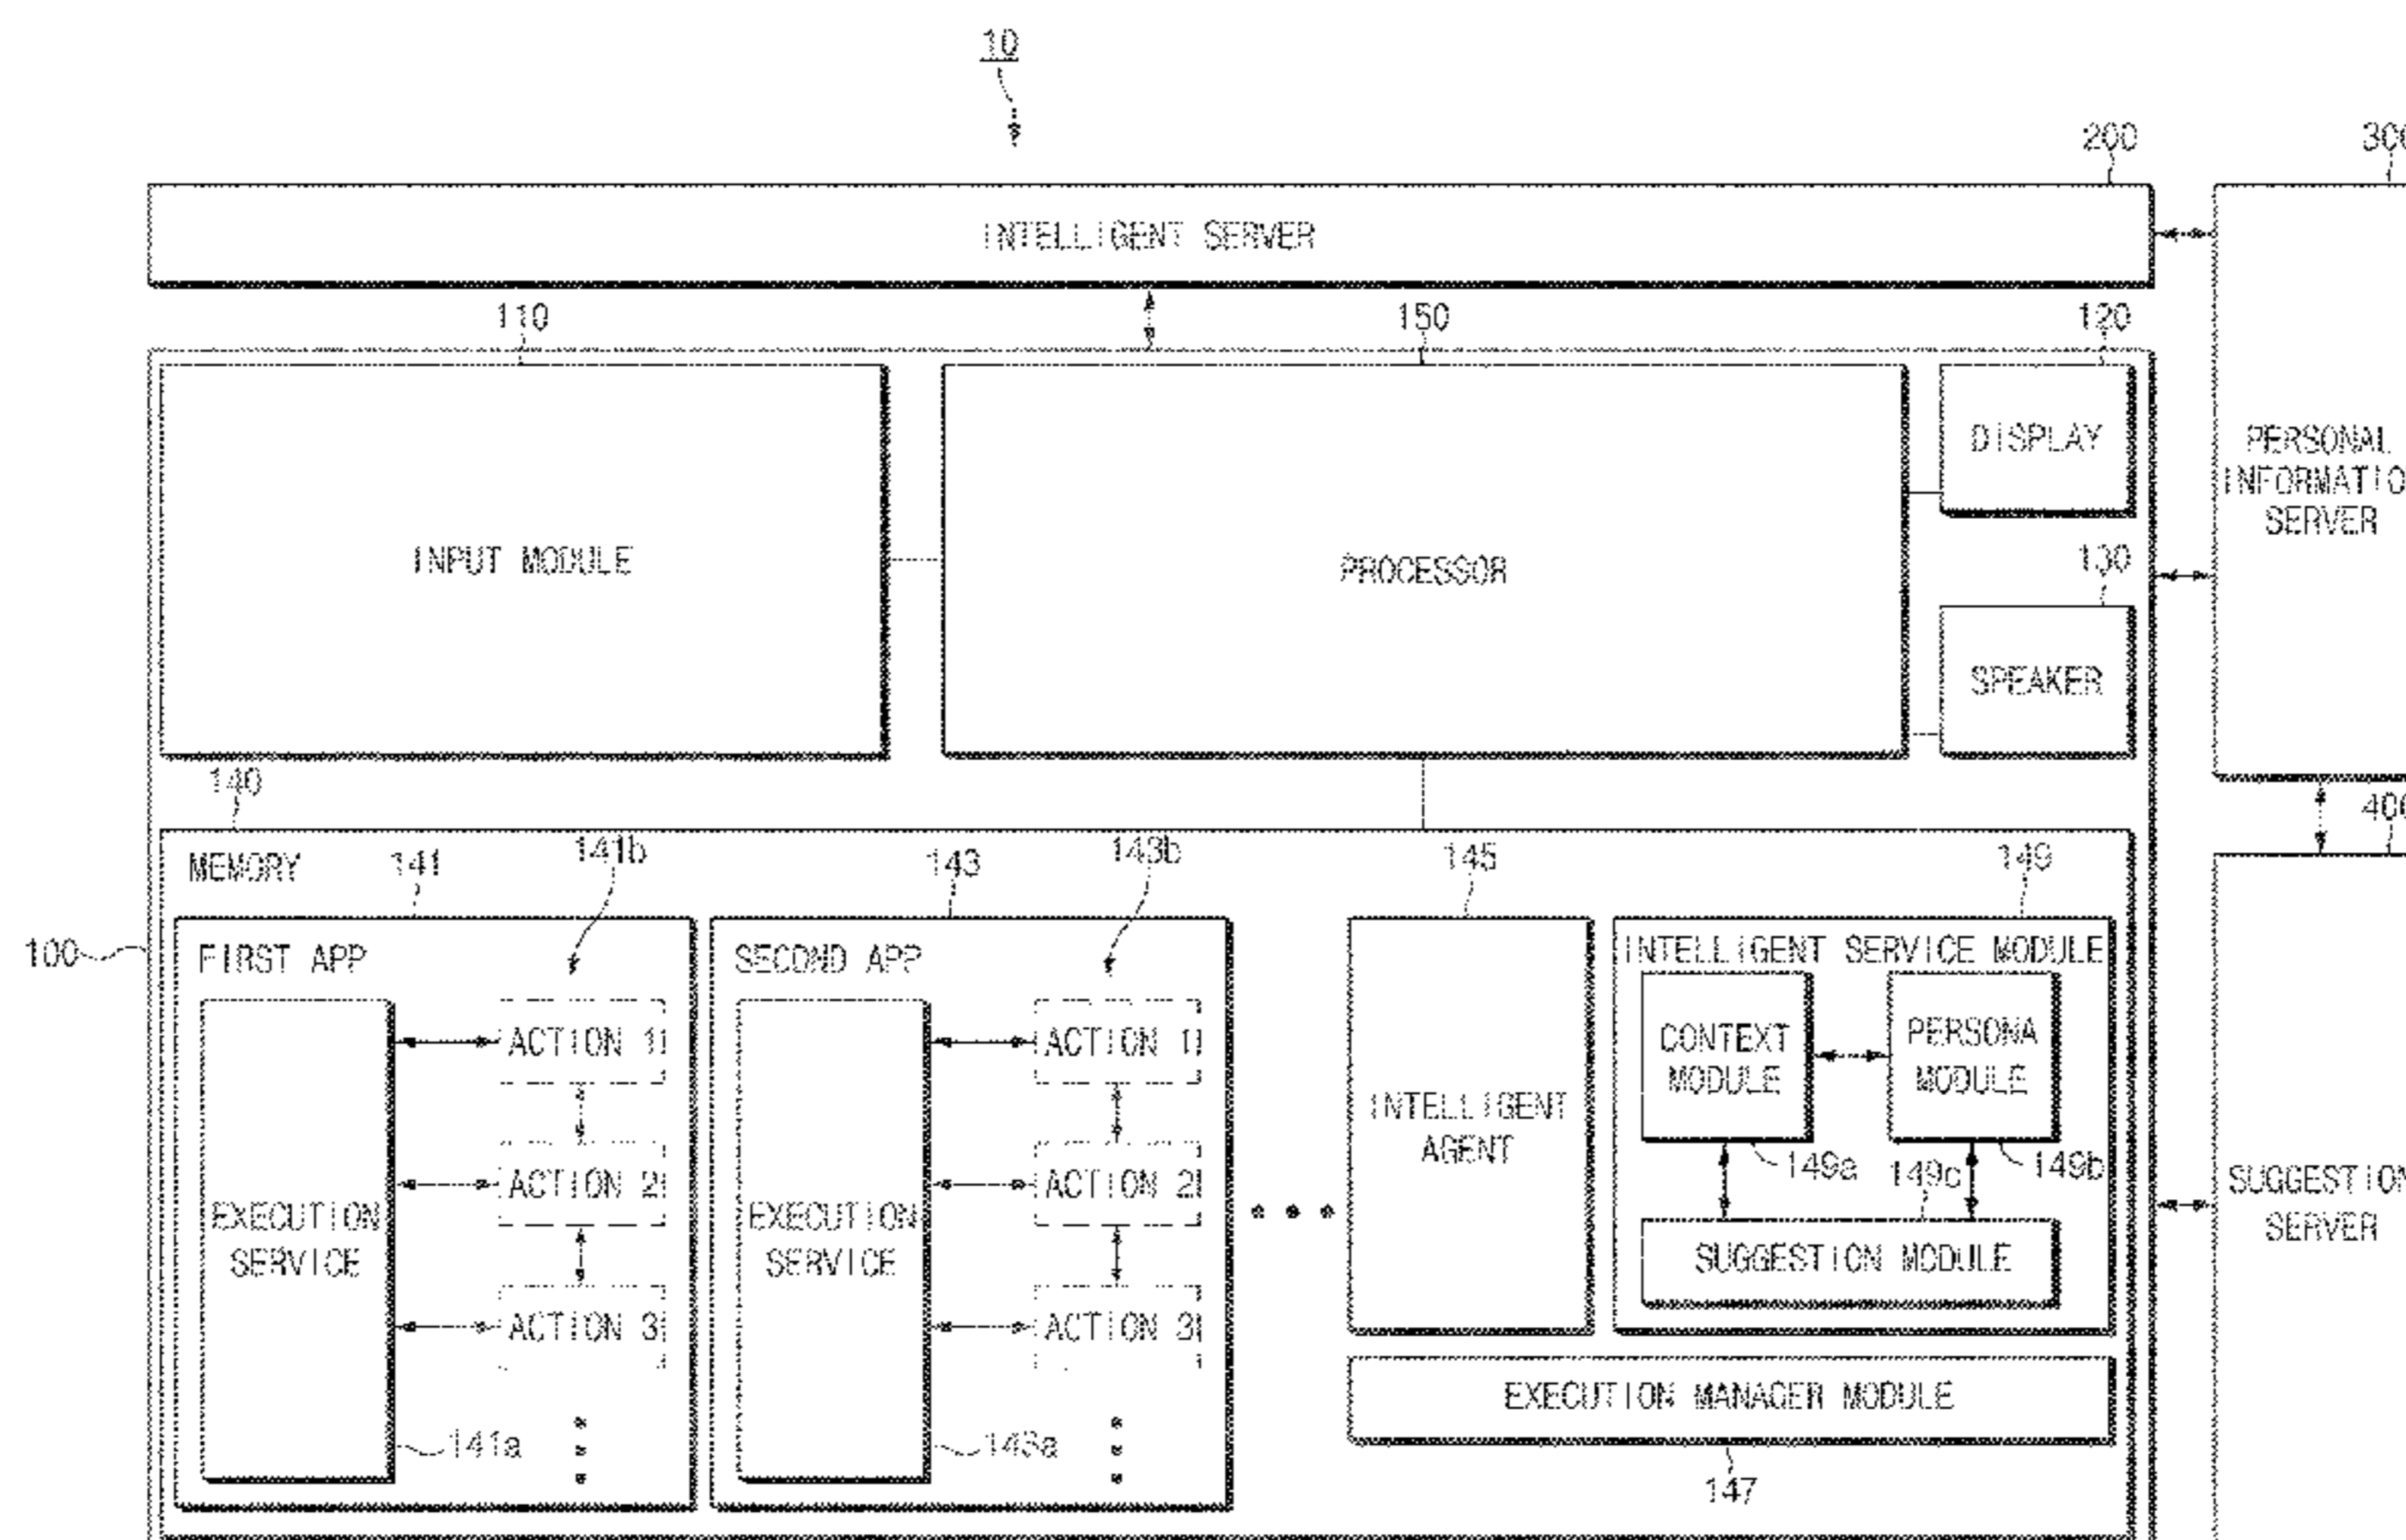 10
200
300
INTELLIGENT SERVER
110
150
120
DISPLAY
PERSONAL
INFORMATIO
SERVER
INPUT MODULE
PROCESSOR
130
SPEAKER
140
400
MEMORY
141
141b
143
143b
145
149
100
FIRST APP
SECOND APP
INTELLIGENT SERVICE MODULE
EXECUTION
SERVICE
ACTION 1
ACTION 2
ACTION 3
141a
EXECUTION
SERVICE
ACTION 1
ACTION 2
ACTION 3
143a
INTELLIGENT
AGENT
CONTEXT
MODULE
PERSONA
MODULE
149a
149c
149b
SUGGESTION MODULE
SUGGESTION
SERVER
EXECUTION MANAGER MODULE
147